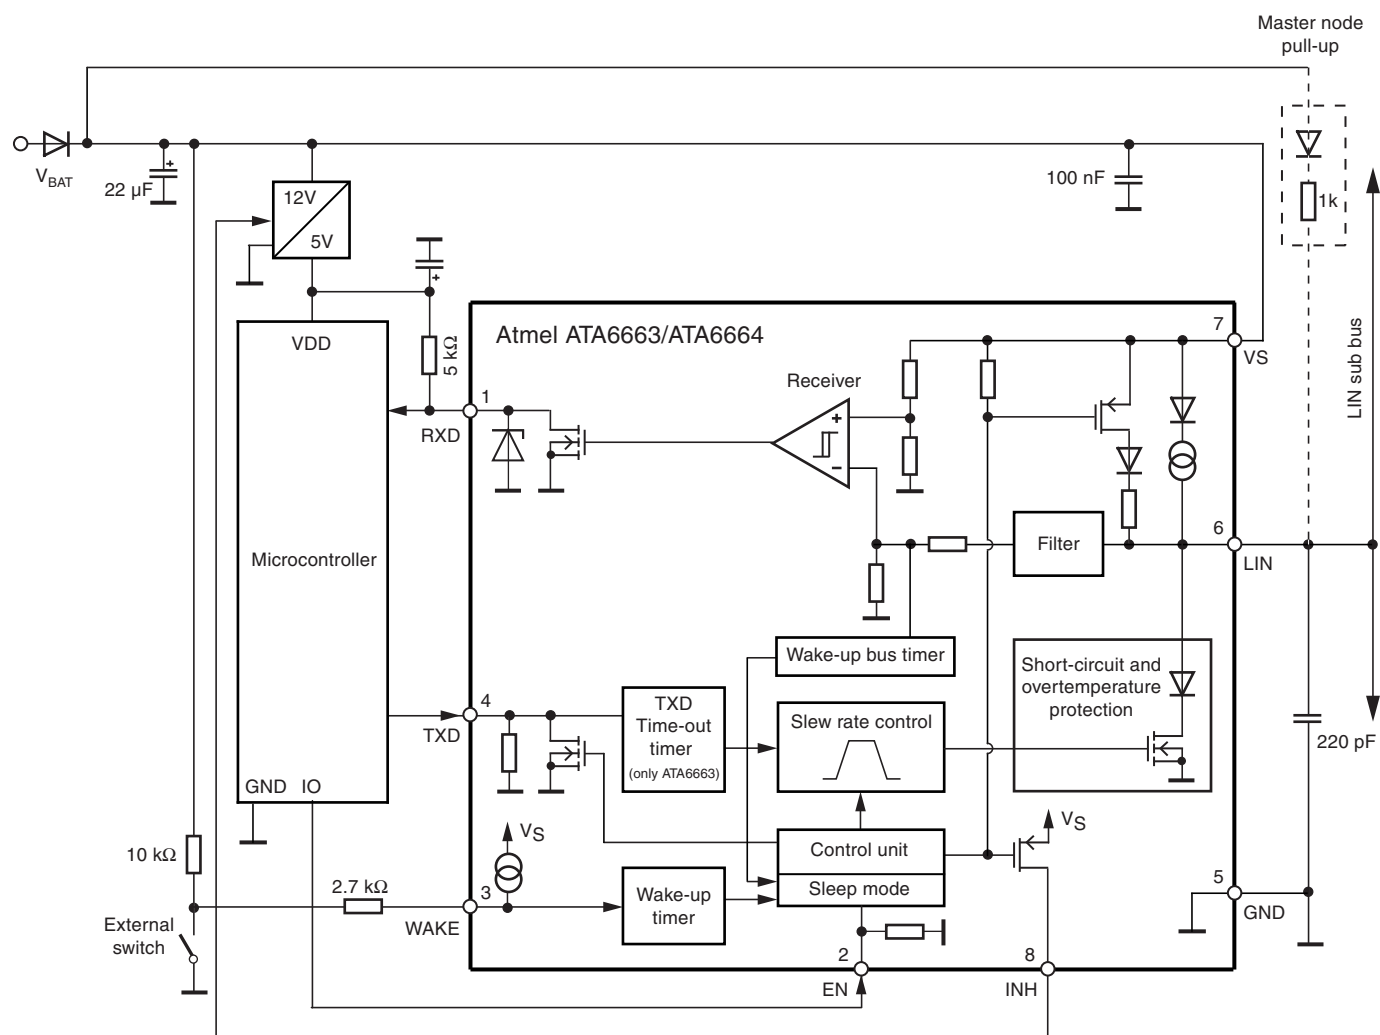 Master node
pull-up
VBAT
22 µF
+
12V
5V
+
100 nF
1k
LIN sub bus
Atmel ATA6663/ATA6664
7
VS
VDD
5 kΩ
Receiver
1
RXD
+
−
Microcontroller
Filter
6
LIN
Wake-up bus timer
Short-circuit and
overtemperature
protection
4
TXD
TXD
Time-out
timer
(only ATA6663)
Slew rate control
220 pF
GND IO
VS
VS
Control unit
Sleep mode
10 kΩ
2.7 kΩ
3
WAKE
Wake-up
timer
5
GND
External
switch
2
EN
8
INH